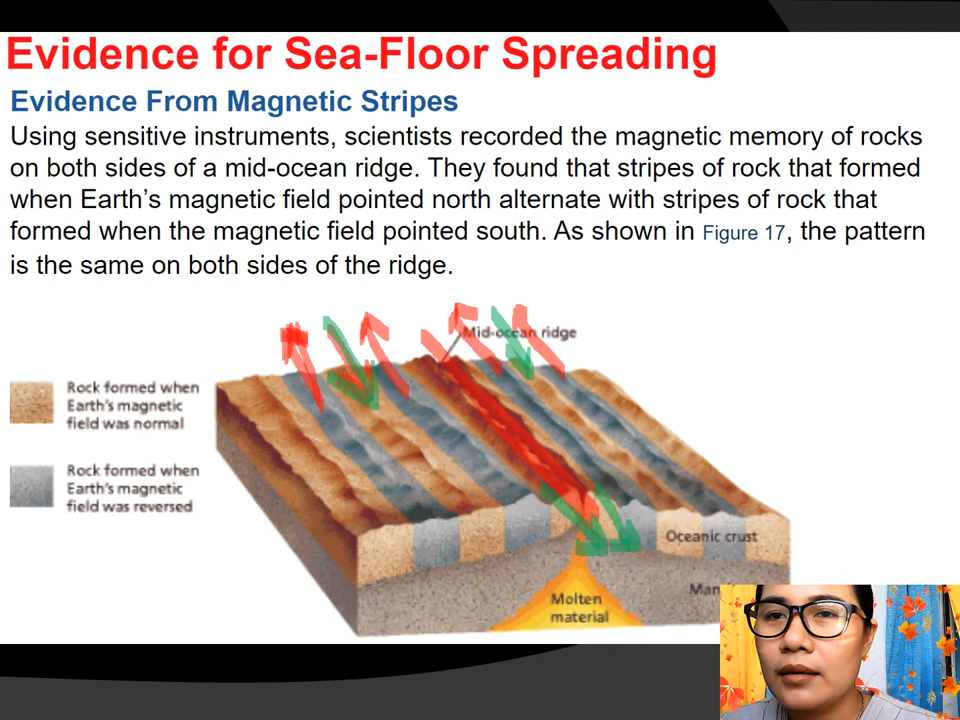 Evidence for Sea-Floor Spreading
Evidence From Magnetic Stripes
Using sensitive instruments, scientists recorded the magnetic memory of rocks
on both sides of a mid-ocean ridge. They found that stripes of rock that formed
when Earth’s magnetic field pointed north alternate with stripes of rock that
formed when the magnetic field pointed south. As shown in Figure 17, the pattern
is the same on both sides of the ridge.
Mid-ocean ridge
Rock formed when
Earth's magnetic
field was normal
Rock formed when
Earth's magnetic
field was reversed
Oceanic crust
Molten
material